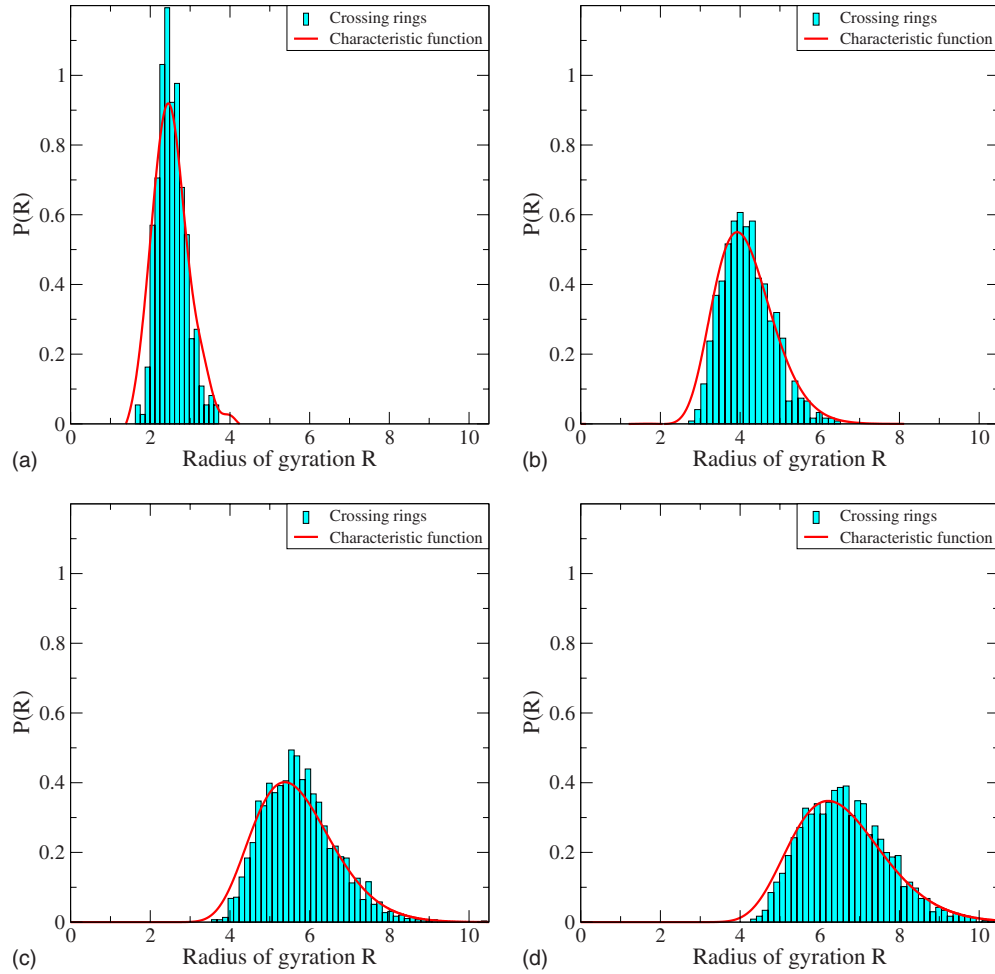 Crossing rings
Characteristic function
1
0.8
0.6
0.4
0.2
0
P(R)
0 2 4 6 8 10
Radius of gyration R
(a)
Crossing rings
Characteristic function
1
0.8
0.6
0.4
0.2
0
P(R)
0 2 4 6 8 10
Radius of gyration R
(b)
Crossing rings
Characteristic function
1
0.8
0.6
0.4
0.2
0
P(R)
0 2 4 6 8 10
Radius of gyration R
(c)
Crossing rings
Characteristic function
1
0.8
0.6
0.4
0.2
0
P(R)
0 2 4 6 8 10
Radius of gyration R
(d)